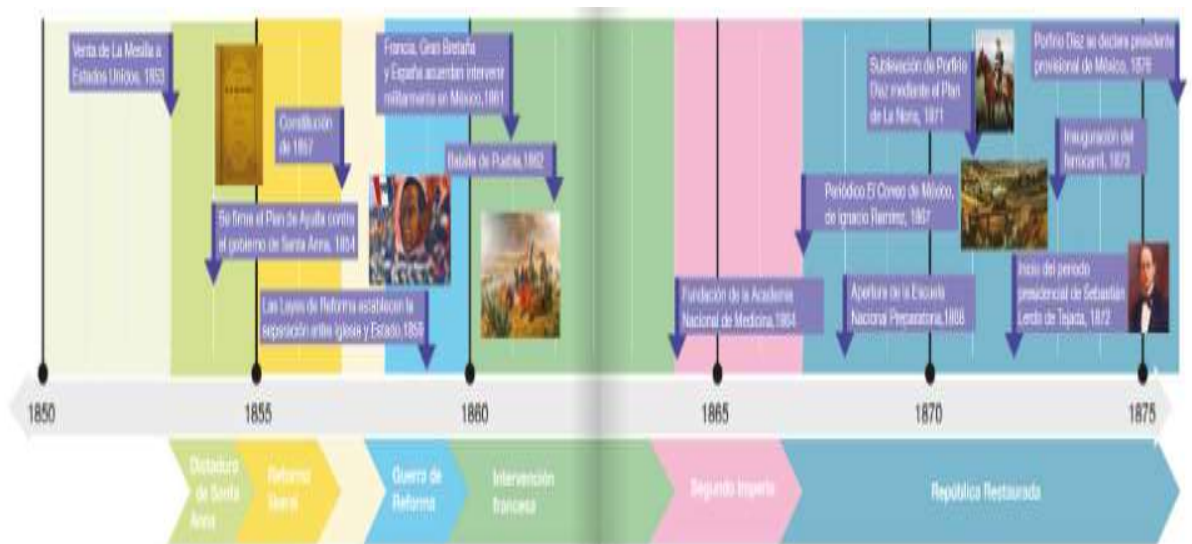 Venta de La Mesilla a
Estados Unidos, 1853
Constitución
de 1857
Se firma el Plan de Ayutla contra
el gobierno de Santa Anna, 1854
Las Leyes de Reforma establecen la
separación entre Iglesia y Estado, 1859
Francia, Gran Bretaña
y España acuerdan intervenir
militarmente en México, 1861
Batalla de Puebla, 1862
Fundación de la Academia
Nacional de Medicina, 1864
Periódico El Correo de México,
de Ignacio Ramírez, 1867
Apertura de la Escuela
Nacional Preparatoria, 1868
Sublevación de Porfirio
Díaz mediante el Plan
de La Noria, 1871
Inicio del periodo
presidencial de Sebastián
Lerdo de Tejada, 1872
Inauguración del
ferrocarril, 1873
Porfirio Díaz se declara presidente
provisional de México, 1876
1850
1855
1860
1865
1870
1875
Dictadura
de Santa
Anna
Guerra de
Reforma
Intervención
francesa
Segundo Imperio
República Restaurada